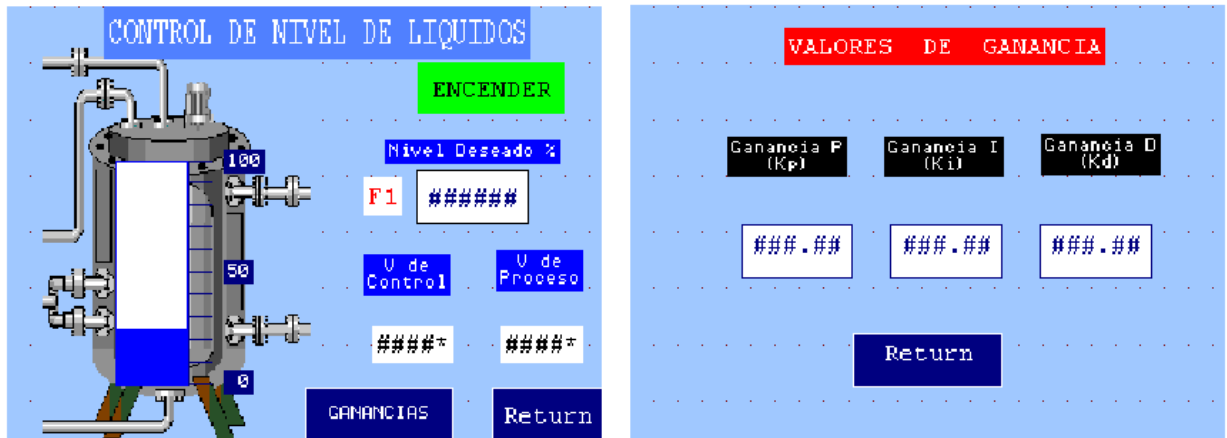 CONTROL DE NIVEL DE LIQUIDOS
ENCENDER
Nivel Deseado %
F1
######
100
50
0
V de
Control
V de
Proceso
####*
####*
GANANCIAS
Return
VALORES DE GANANCIA
Ganancia P
(Kp)
Ganancia I
(Ki)
Ganancia D
(Kd)
###.##
###.##
###.##
Return